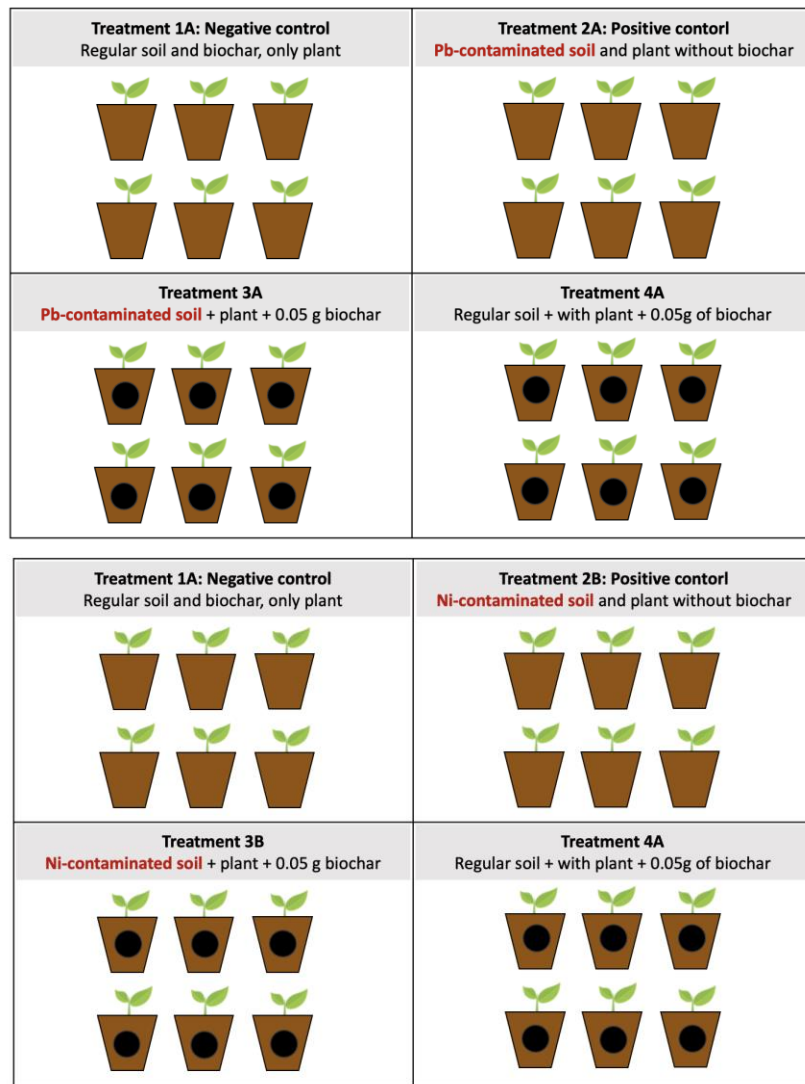 Treatment 1A: Negative control
Regular soil and biochar, only plant
Treatment 2A: Positive contorl
Pb-contaminated soil and plant without biochar
Treatment 3A
Pb-contaminated soil + plant + 0.05 g biochar
Treatment 4A
Regular soil + with plant + 0.05g of biochar
Treatment 1A: Negative control
Regular soil and biochar, only plant
Treatment 2B: Positive contorl
Ni-contaminated soil and plant without biochar
Treatment 3B
Ni-contaminated soil + plant + 0.05 g biochar
Treatment 4A
Regular soil + with plant + 0.05g of biochar